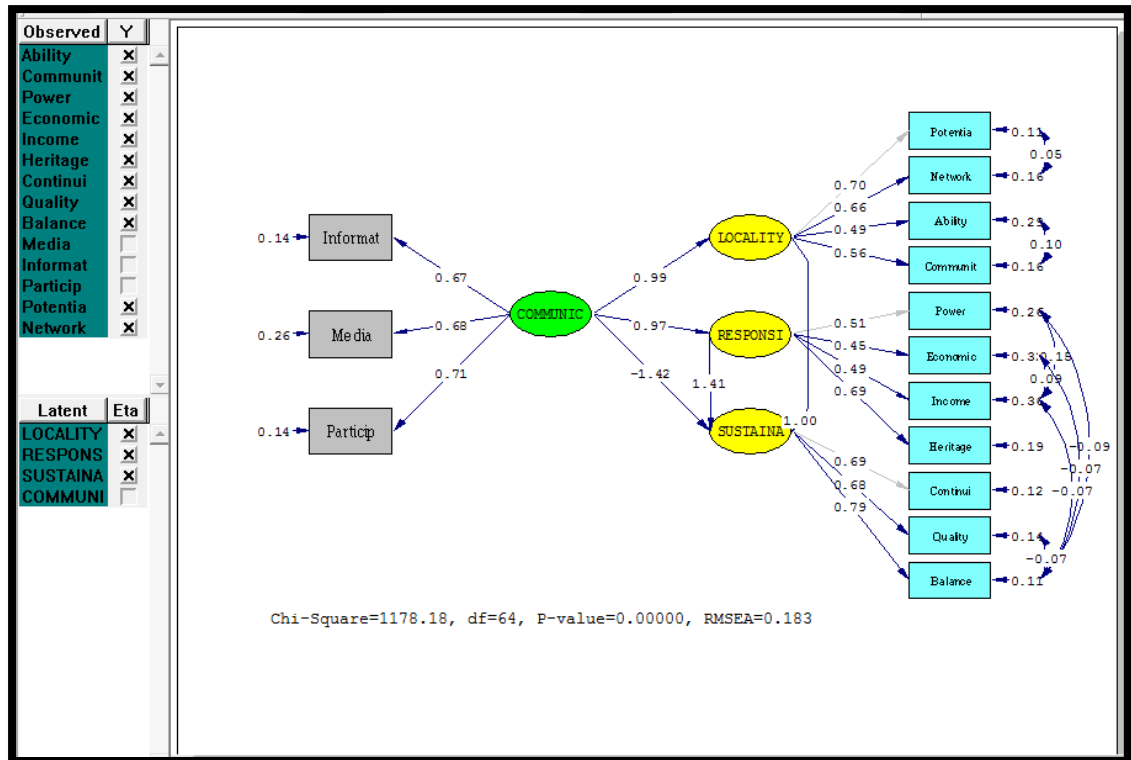 Observed Y
Ability
Communit
Power
Economic
Income
Heritage
Continui
Quality
Balance
Media
Informat
Particip
Potentia
Network
Latent Eta
LOCALITY
RESPONS
SUSTAINA
COMMUNI
0.14 Informat
0.26 Media
0.14 Particip
0.67
0.68
0.71
COMMUNIC
0.99
0.97
-1.42
1.41
1.00
LOCALITY
RESPONSI
SUSTAINA
0.70
0.66
0.49
0.56
0.51
0.45
0.49
0.69
0.69
0.68
0.79
Potentia 0.11
0.05
Network 0.16
Ability 0.29
0.10
Communit 0.16
Power 0.26
Economic 0.15
0.09
Income 0.36
Heritage 0.19
-0.09
-0.07
Continui 0.12 -0.07
Quality 0.14
-0.07
Balance 0.11
Chi-Square=1178.18, df=64, P-value=0.00000, RMSEA=0.183